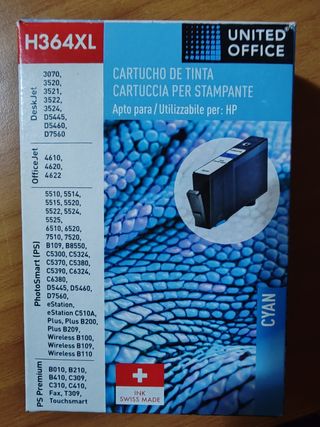 H364XL
UNITED
OFFICE
DeskJet
3070,
3520,
3521,
3522,
3524,
D5445,
D5460,
D7560
OfficeJet
4610,
4620,
4622
PhotoSmart (PS)
5510, 5514,
5515, 5520,
5522, 5524,
5525,
6510, 6520,
7510, 7520,
B109, B8550,
C5300, C5324,
C5370, C5380,
C5390, C6324,
C6380,
D5445, D5460,
D7560,
eStation,
eStation C510A,
Plus, Plus B200,
Plus B209,
Wireless B100,
Wireless B109,
Wireless B110
PS Premium
B010, B210,
B410, C309,
C310, C410,
Fax, T309,
Touchsmart
CARTUCHO DE TINTA
CARTUCCIA PER STAMPANTE
Apto para / Utilizzabile per: HP
CYAN
INK
SWISS MADE